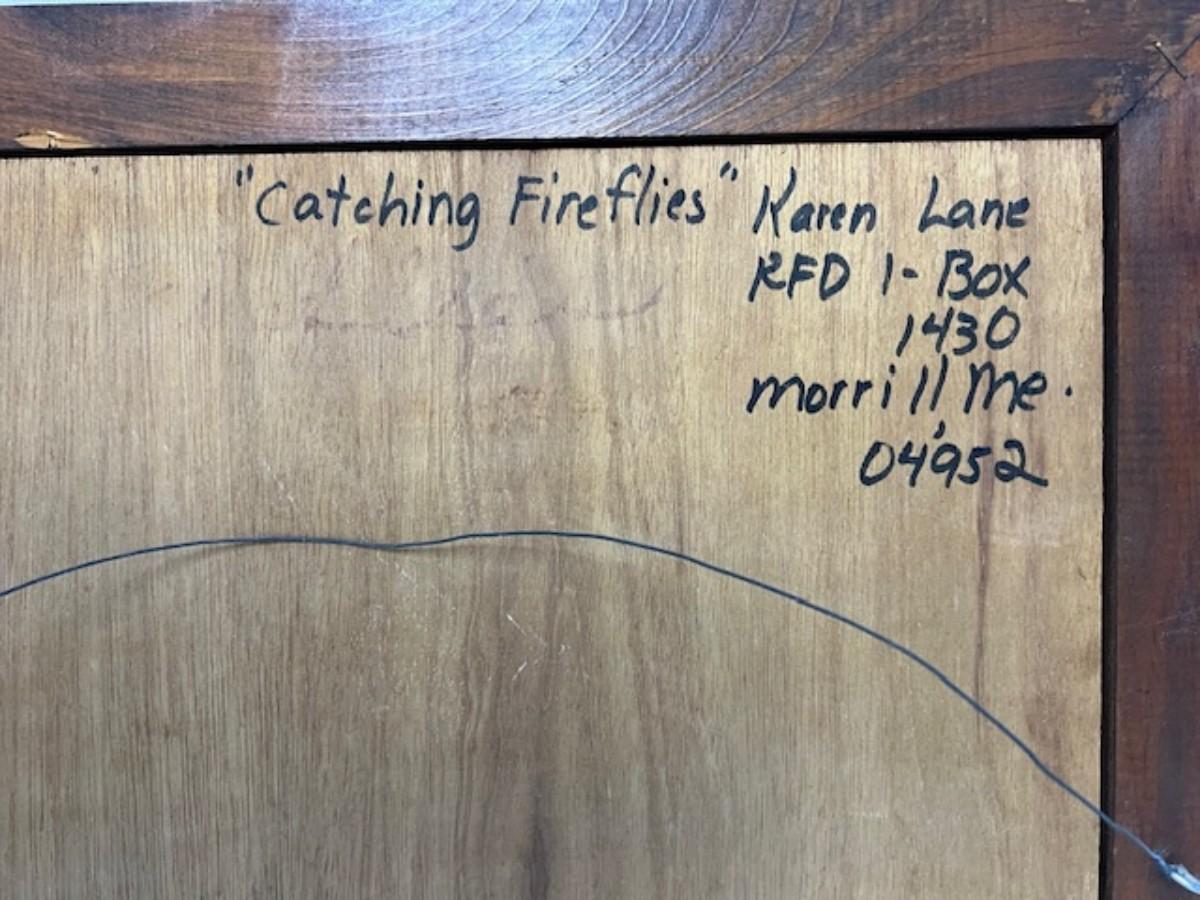 "Catching Fireflies" Karen Lane
RFD 1-Box
1430
Morrill, Me.
04952